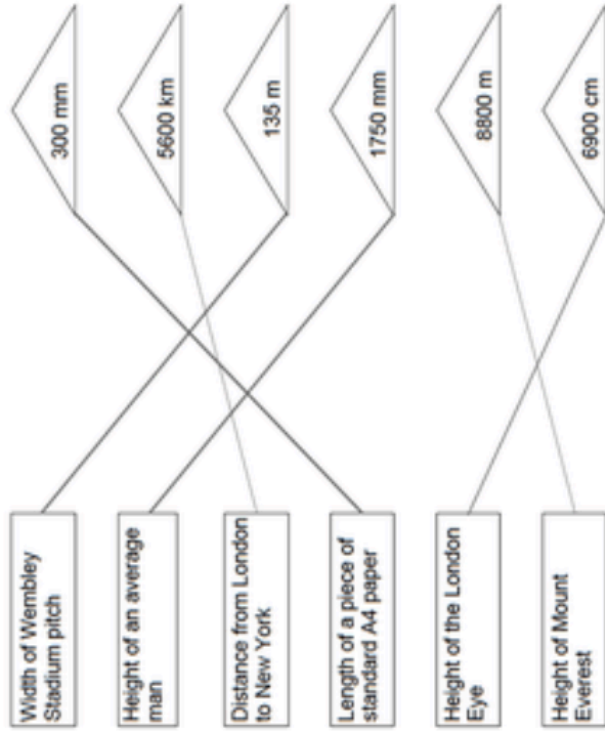 Width of Wembley
Stadium pitch
Height of an average
man
Distance from London
to New York
Length of a piece of
standard A4 paper
Height of the London
Eye
Height of Mount
Everest
300 mm
5600 km
135 m
1750 mm
8800 m
6900 cm